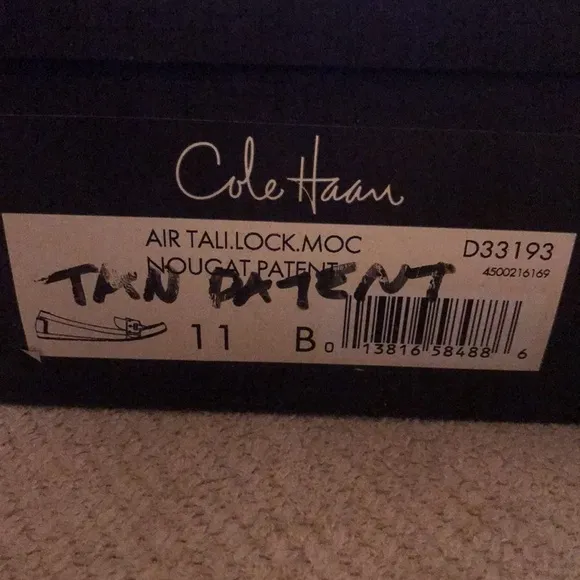 Cole Haan
AIR TALI.LOCK.MOC D33193
NOUGAT PATENT 4500216169
TAN PATENT
11 B
0 13816 58488 6